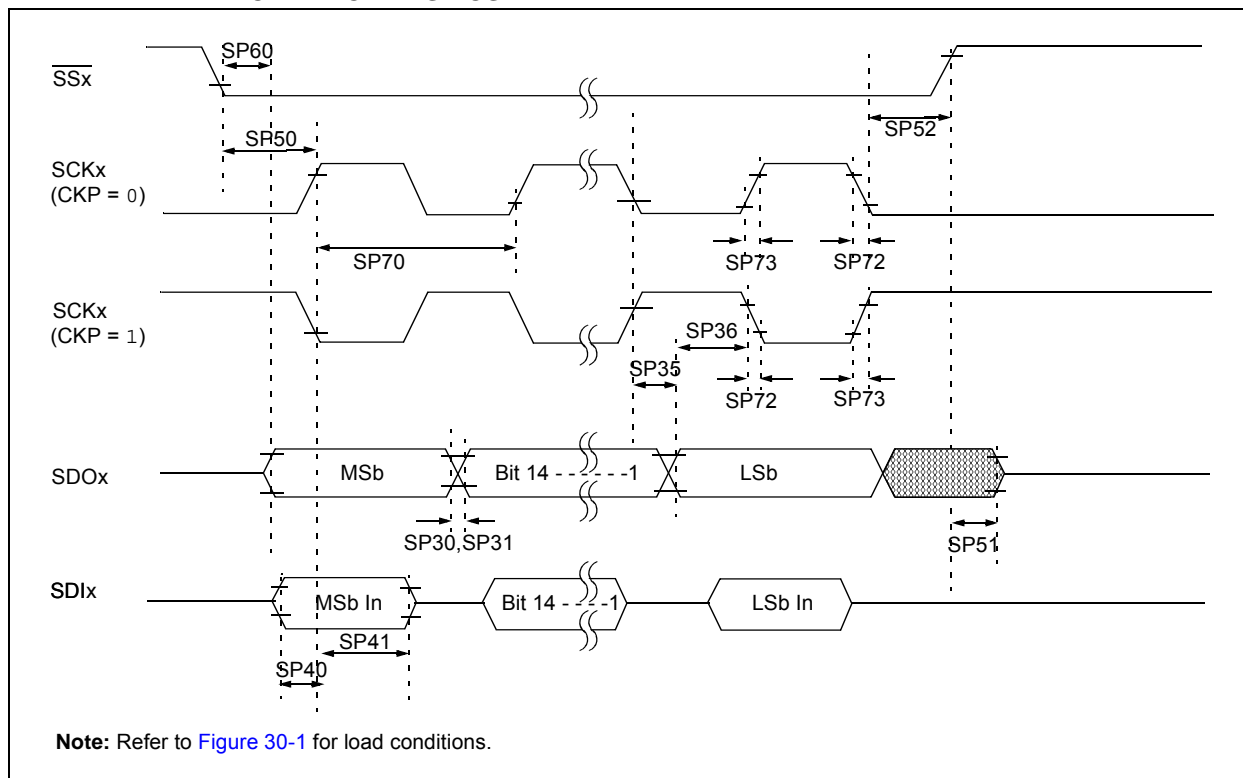 SP60
SSx
SP50
SP52
SCKx
(CKP = 0)
SP70
SP73
SP72
SCKx
(CKP = 1)
SP36
SP35
SP72
SP73
SDOx
MSb
Bit 14 - - - - - -1
LSb
SP30,SP31
SP51
SDIx
MSb In
Bit 14 - - - -1
LSb In
SP41
SP40
Note: Refer to Figure 30-1 for load conditions.